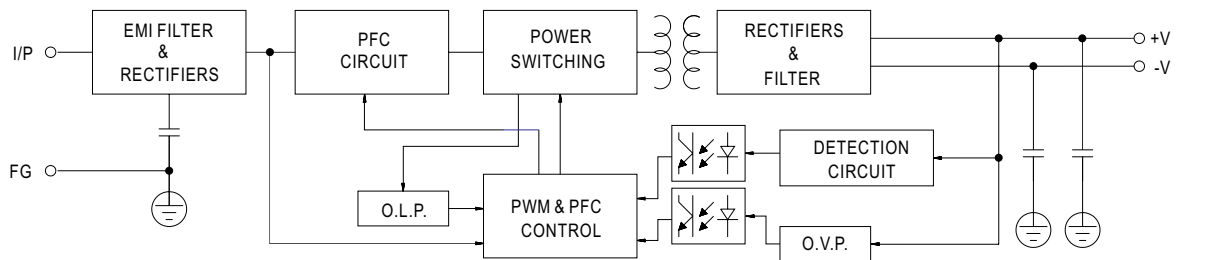 EMI FILTER
&
RECTIFIERS
PFC
CIRCUIT
POWER
SWITCHING
RECTIFIERS
&
FILTER
I/P
+V
-V
DETECTION
CIRCUIT
FG
O.L.P.
PWM & PFC
CONTROL
O.V.P.